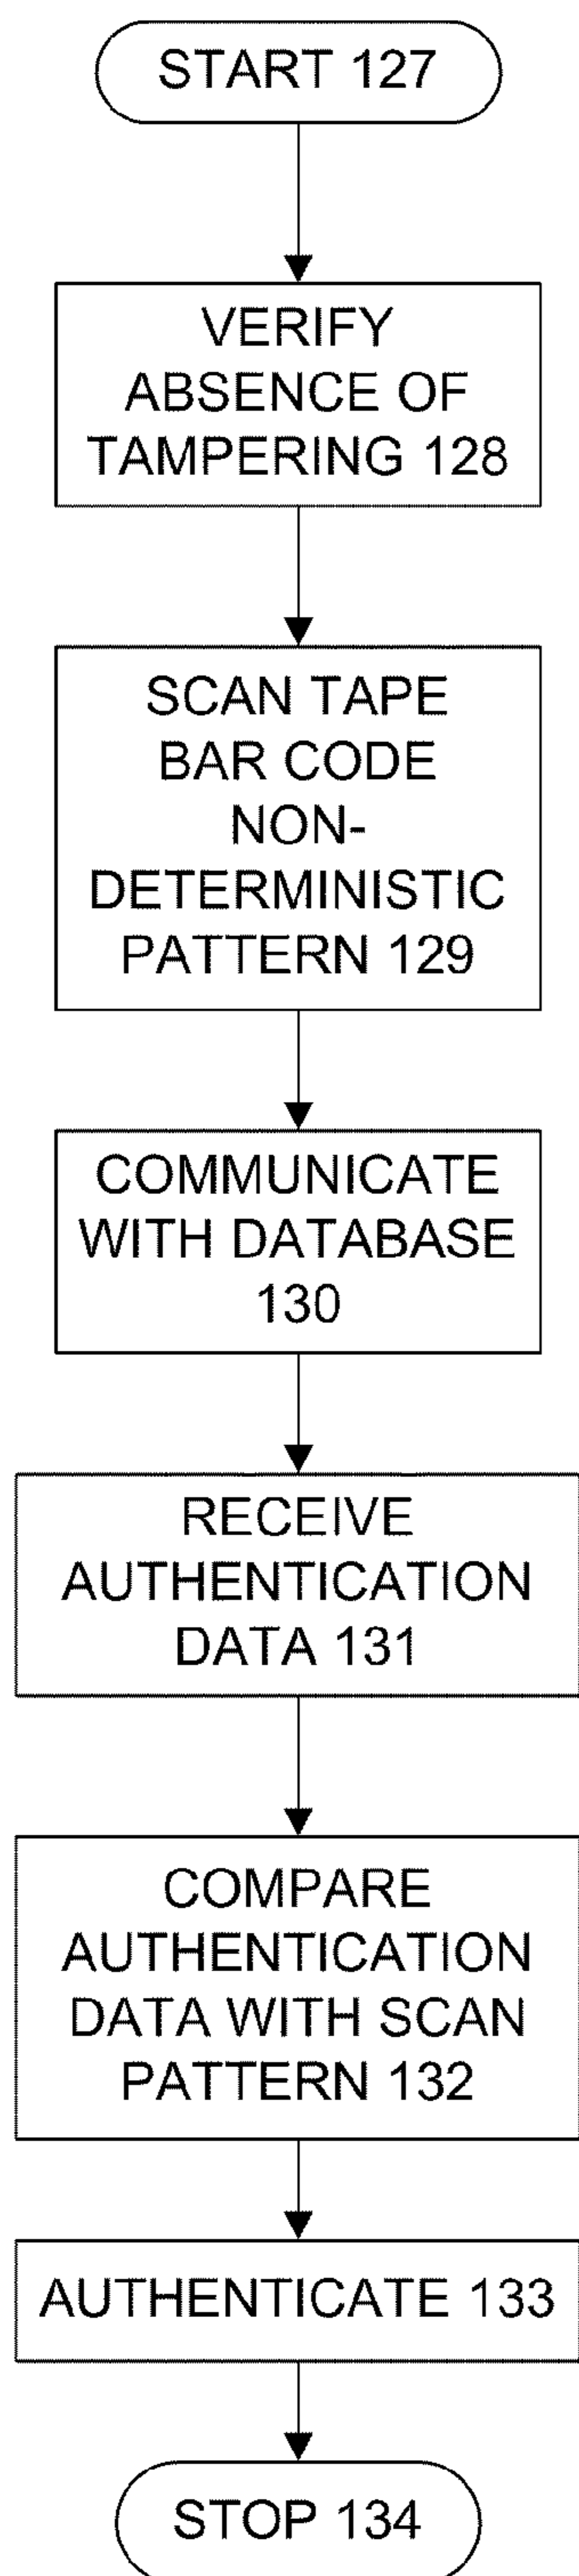 START 127
VERIFY
ABSENCE OF
TAMPERING 128
SCAN TAPE
BAR CODE
NON-
DETERMINISTIC
PATTERN 129
COMMUNICATE
WITH DATABASE
130
RECEIVE
AUTHENTICATION
DATA 131
COMPARE
AUTHENTICATION
DATA WITH SCAN
PATTERN 132
AUTHENTICATE 133
STOP 134